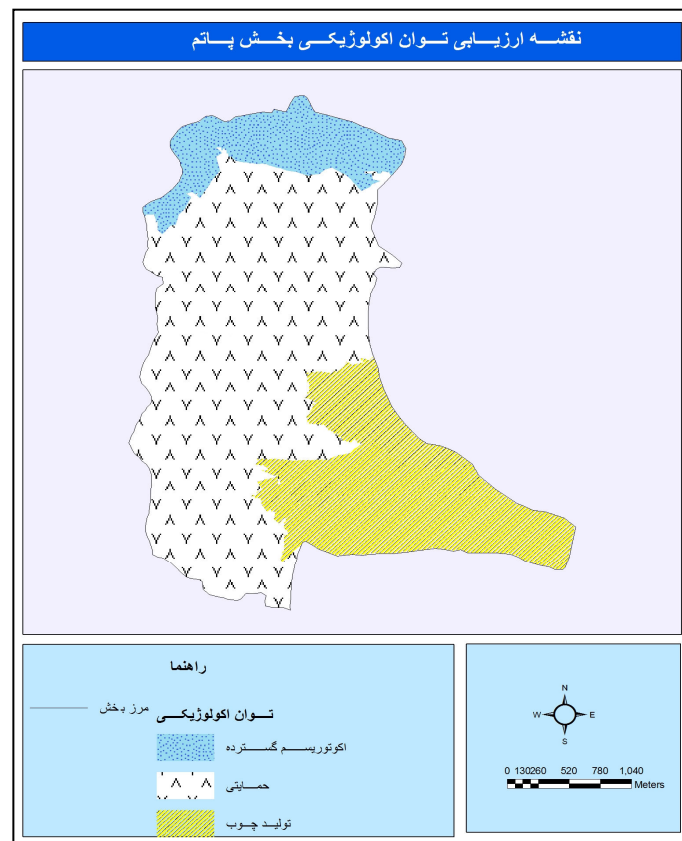 نقشه ارزیابی توان اکولوژیکی بخش پاتم
راهنما
مرز بخش
توان اکولوژیکی
اکوتوریسم گسترده
حمایتی
تولید چوب
N
W E
S
0 130260 520 780 1,040
Meters